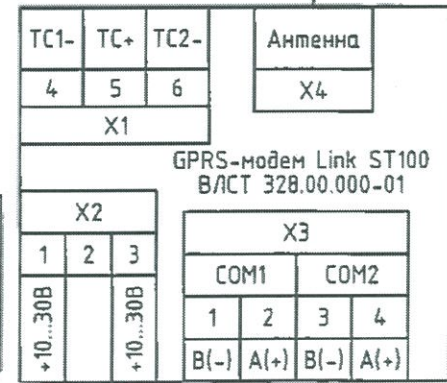 TC1- TC+ TC2- Антенна
4 5 6 X4
X1
GPRS-модем Link ST100
ВЛСТ 328.00.000-01
X2 X3
1 2 3 COM1 COM2
+10...30В +10...30В 1 2 3 4
B(-) A(+) B(-) A(+)